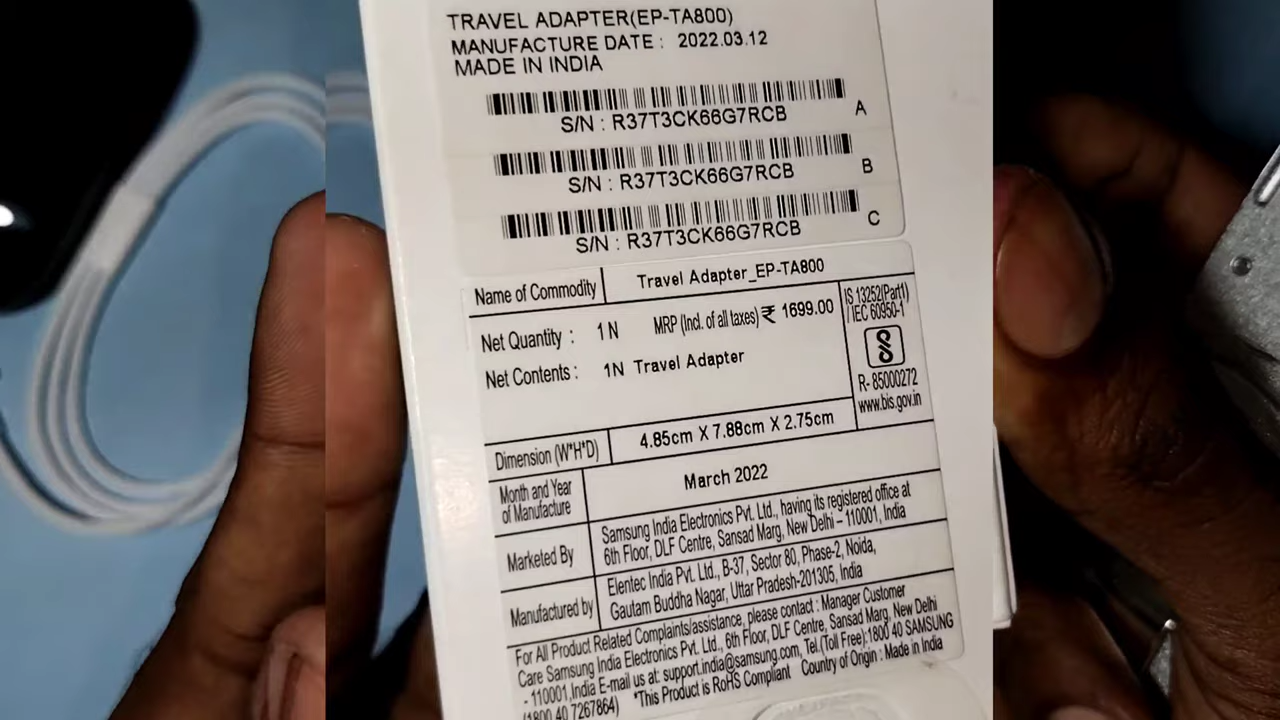 TRAVEL ADAPTER(EP-TA800)
MANUFACTURE DATE : 2022.03.12
MADE IN INDIA
A
S/N : R37T3CK66G7RCB
B
S/N : R37T3CK66G7RCB
C
S/N : R37T3CK66G7RCB
Name of Commodity Travel Adapter_EP-TA800
Net Quantity : 1 N MRP (Incl. of all taxes) ₹ 1699.00
Net Contents : 1N Travel Adapter
IS 13252(Part1)
/ IEC 60950-1
R- 85000272
www.bis.gov.in
Dimension (W*H*D) 4.85cm X 7.88cm X 2.75cm
Month and Year
of Manufacture
March 2022
Marketed By
Samsung India Electronics Pvt. Ltd., having its registered office at
6th Floor, DLF Centre, Sansad Marg, New Delhi – 110001, India
Manufactured by
Elentec India Pvt. Ltd., B-37, Sector 80, Phase-2, Noida,
Gautam Buddha Nagar, Uttar Pradesh-201305, India
For All Product Related Complaints/assistance, please contact : Manager Customer
Care Samsung India Electronics Pvt. Ltd., 6th Floor, DLF Centre, Sansad Marg, New Delhi
- 110001,India E-mail us at: support.india@samsung.com, Tel.(Toll Free):1800 40 SAMSUNG
(1800 40 7267864) *This Product is RoHS Compliant Country of Origin : Made in India